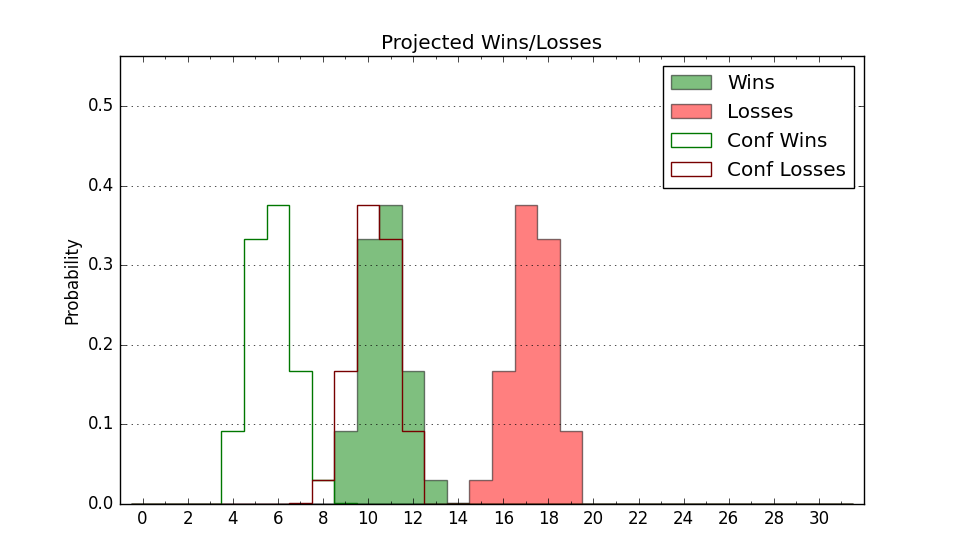 Projected Wins/Losses
Wins
Losses
Conf Wins
Conf Losses
Probability
0.5
0.4
0.3
0.2
0.1
0.0
0 2 4 6 8 10 12 14 16 18 20 22 24 26 28 30